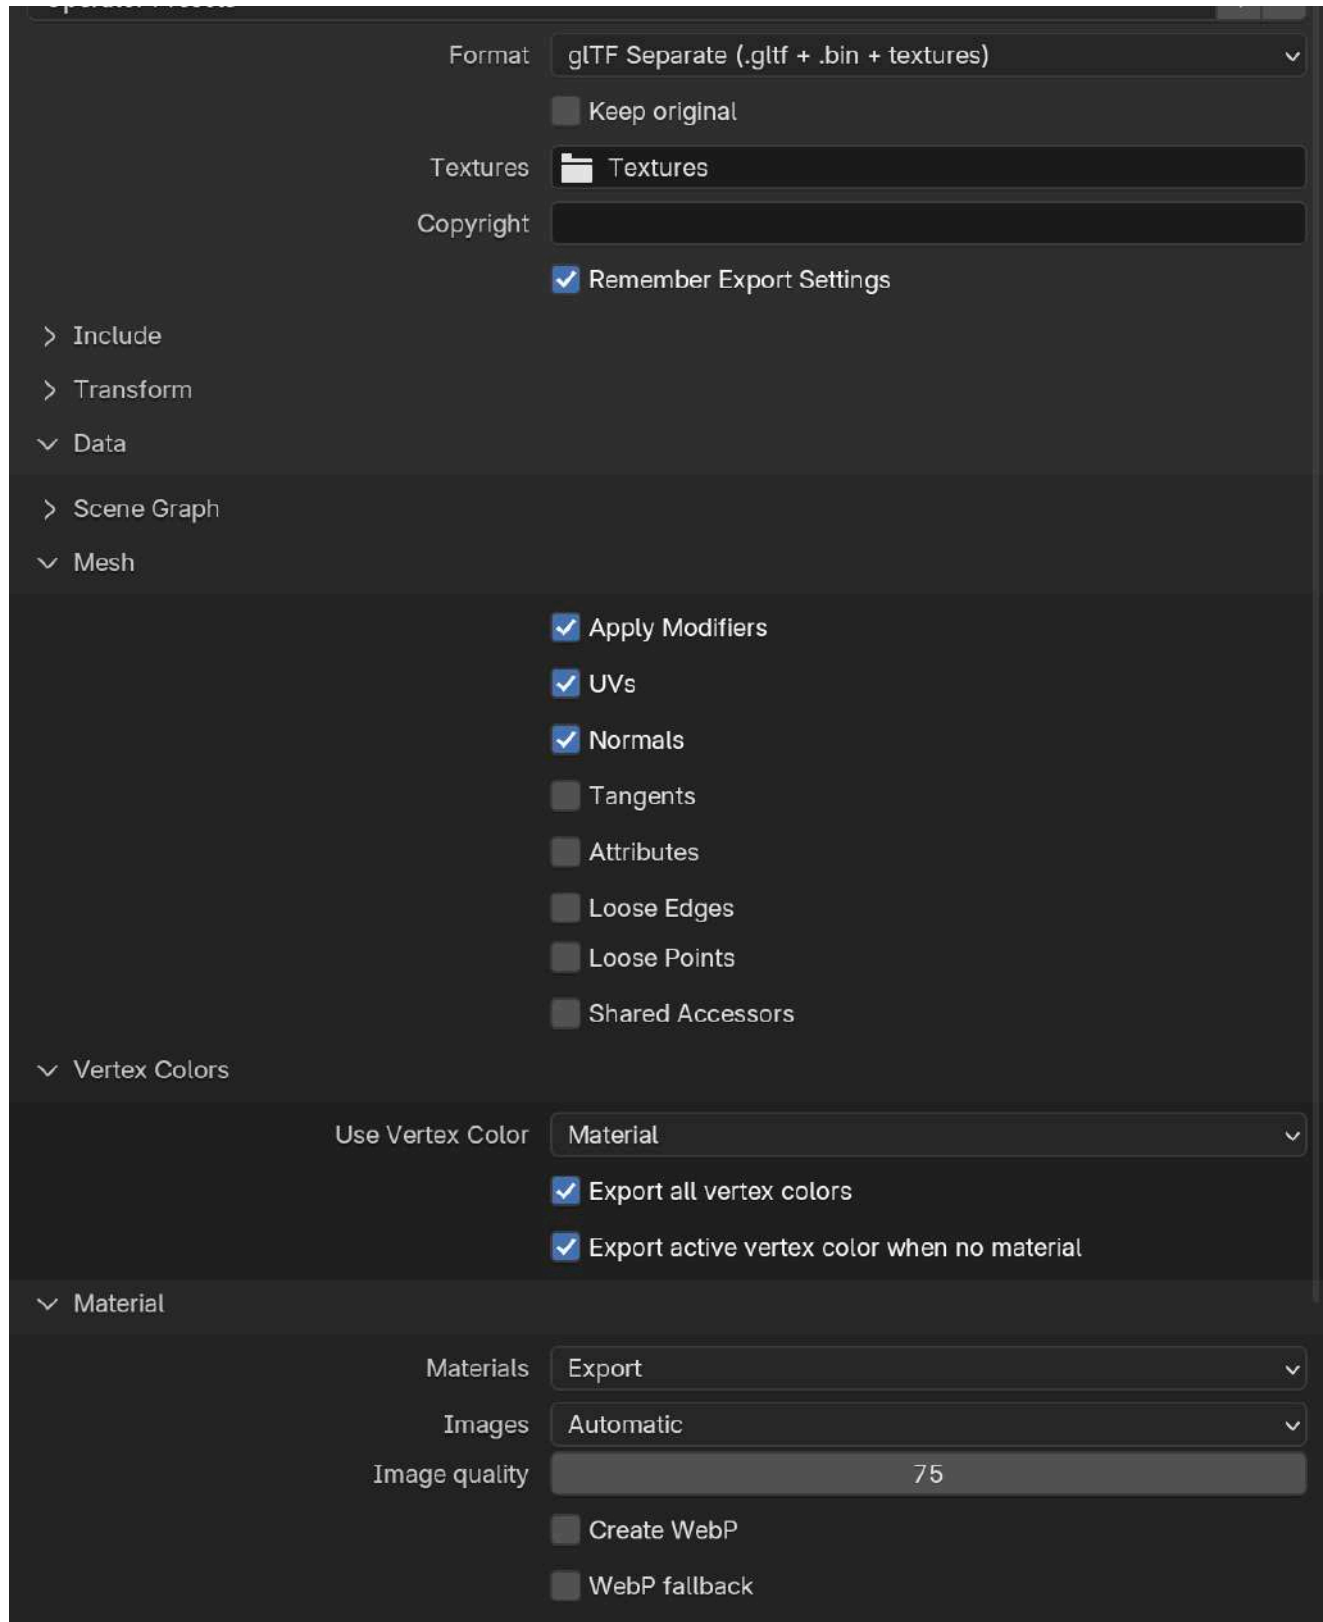 Format glTF Separate (.gltf + .bin + textures)
Keep original
Textures Textures
Copyright
Remember Export Settings
Include
Transform
Data
Scene Graph
Mesh
Apply Modifiers
UVs
Normals
Tangents
Attributes
Loose Edges
Loose Points
Shared Accessors
Vertex Colors
Use Vertex Color Material
Export all vertex colors
Export active vertex color when no material
Material
Materials Export
Images Automatic
Image quality 75
Create WebP
WebP fallback